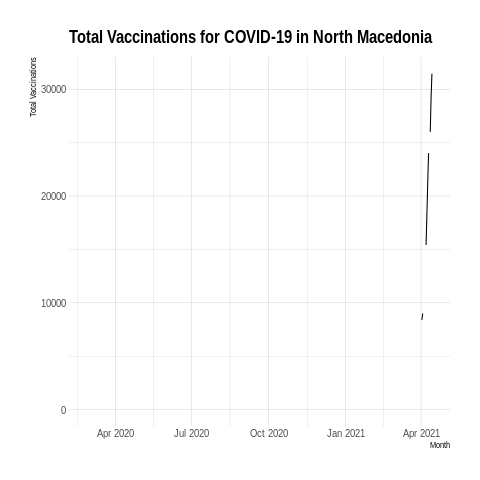 Total Vaccinations for COVID-19 in North Macedonia
Total Vaccinations
30000
20000
10000
0
Apr 2020 Jul 2020 Oct 2020 Jan 2021 Apr 2021
Month